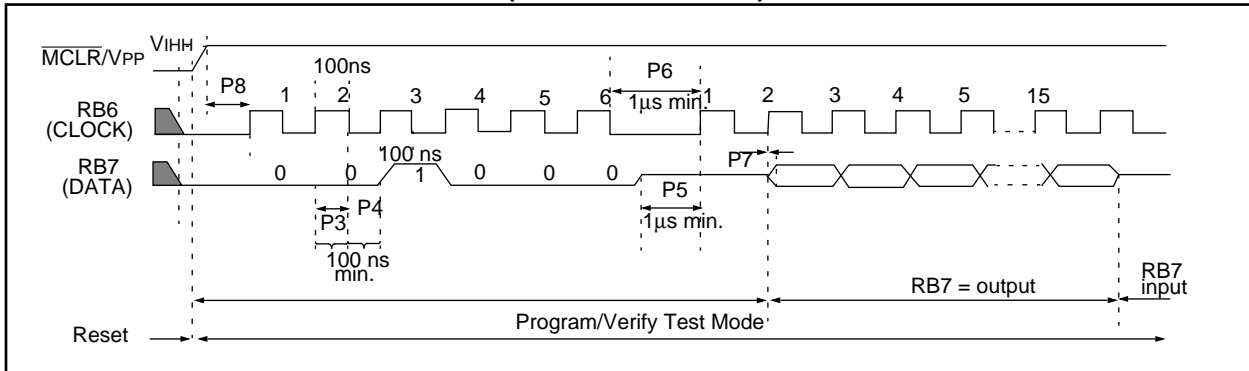 VIHH
MCLR/VPP
P8
100ns
P6
1µs min.
RB6
(CLOCK)
1 2 3 4 5 6 1 2 3 4 5 15
RB7
(DATA)
0 0 1 0 0 0
100 ns
P7
P3
P4
P5
1µs min.
100 ns
min.
RB7 = output
RB7
input
Program/Verify Test Mode
Reset